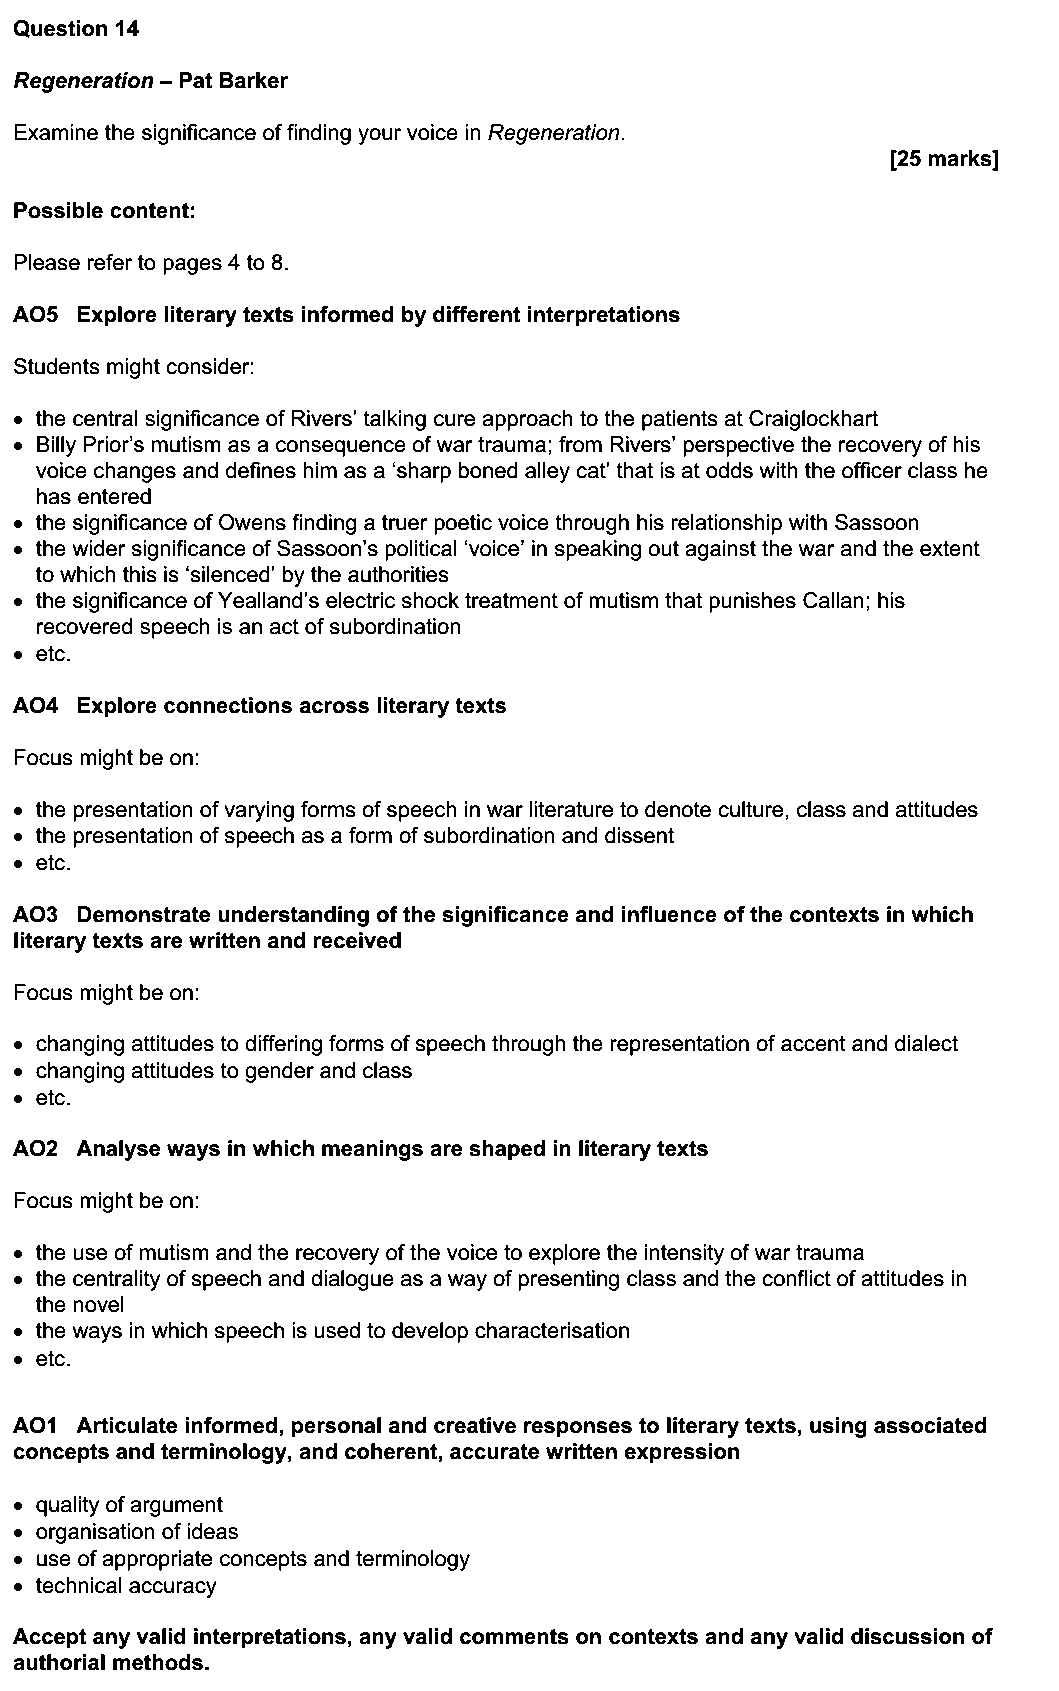 Question 14
Regeneration – Pat Barker
Examine the significance of finding your voice in Regeneration.
[25 marks]
Possible content:
Please refer to pages 4 to 8.
AO5 Explore literary texts informed by different interpretations
Students might consider:
• the central significance of Rivers' talking cure approach to the patients at Craiglockhart
• Billy Prior's mutism as a consequence of war trauma; from Rivers' perspective the recovery of his
voice changes and defines him as a ‘sharp boned alley cat’ that is at odds with the officer class he
has entered
• the significance of Owens finding a truer poetic voice through his relationship with Sassoon
• the wider significance of Sassoon's political ‘voice’ in speaking out against the war and the extent
to which this is ‘silenced’ by the authorities
• the significance of Yealland's electric shock treatment of mutism that punishes Callan; his
recovered speech is an act of subordination
• etc.
AO4 Explore connections across literary texts
Focus might be on:
• the presentation of varying forms of speech in war literature to denote culture, class and attitudes
• the presentation of speech as a form of subordination and dissent
• etc.
AO3 Demonstrate understanding of the significance and influence of the contexts in which
literary texts are written and received
Focus might be on:
• changing attitudes to differing forms of speech through the representation of accent and dialect
• changing attitudes to gender and class
• etc.
AO2 Analyse ways in which meanings are shaped in literary texts
Focus might be on:
• the use of mutism and the recovery of the voice to explore the intensity of war trauma
• the centrality of speech and dialogue as a way of presenting class and the conflict of attitudes in
the novel
• the ways in which speech is used to develop characterisation
• etc.
AO1 Articulate informed, personal and creative responses to literary texts, using associated
concepts and terminology, and coherent, accurate written expression
• quality of argument
• organisation of ideas
• use of appropriate concepts and terminology
• technical accuracy
Accept any valid interpretations, any valid comments on contexts and any valid discussion of
authorial methods.